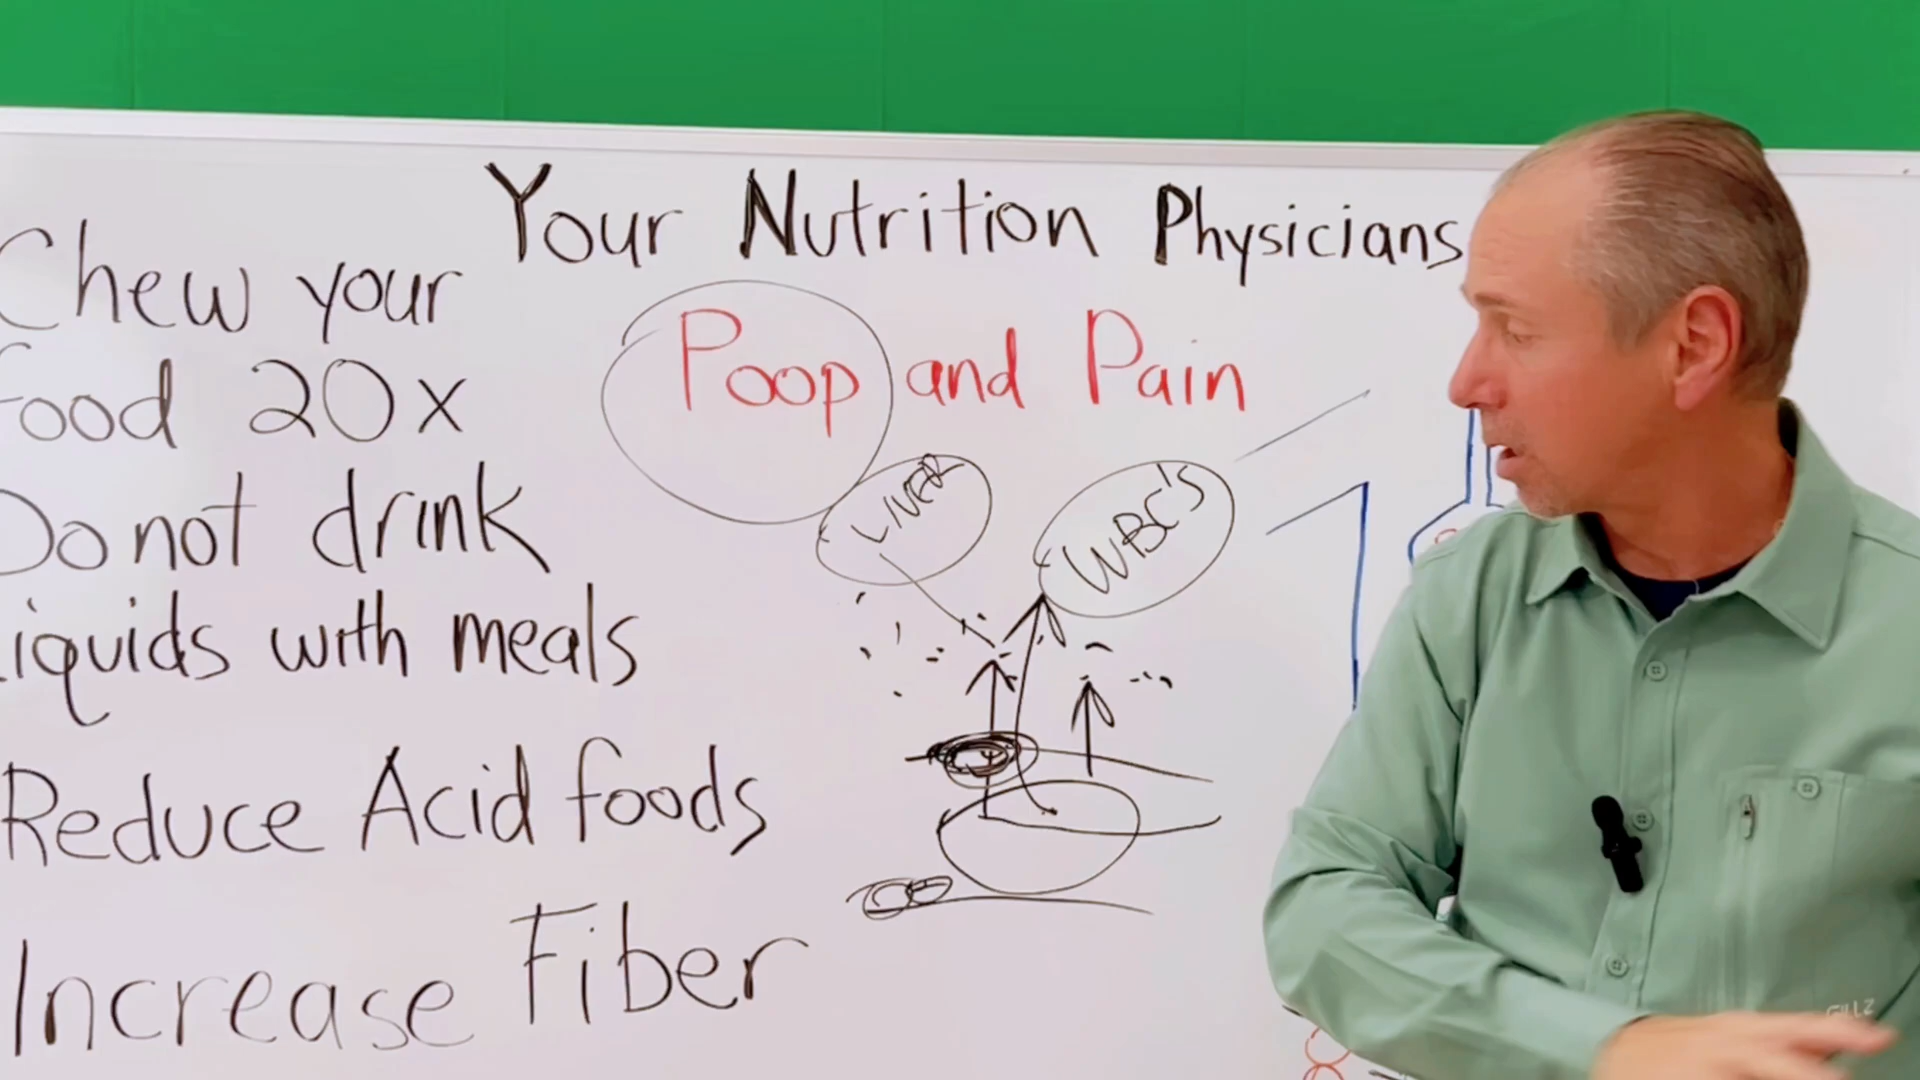 Your Nutrition Physicians
Poop and Pain
Chew your
Food 20x
Do not drink
Liquids with meals
Reduce Acid foods
Increase Fiber
LIVER
WBC's